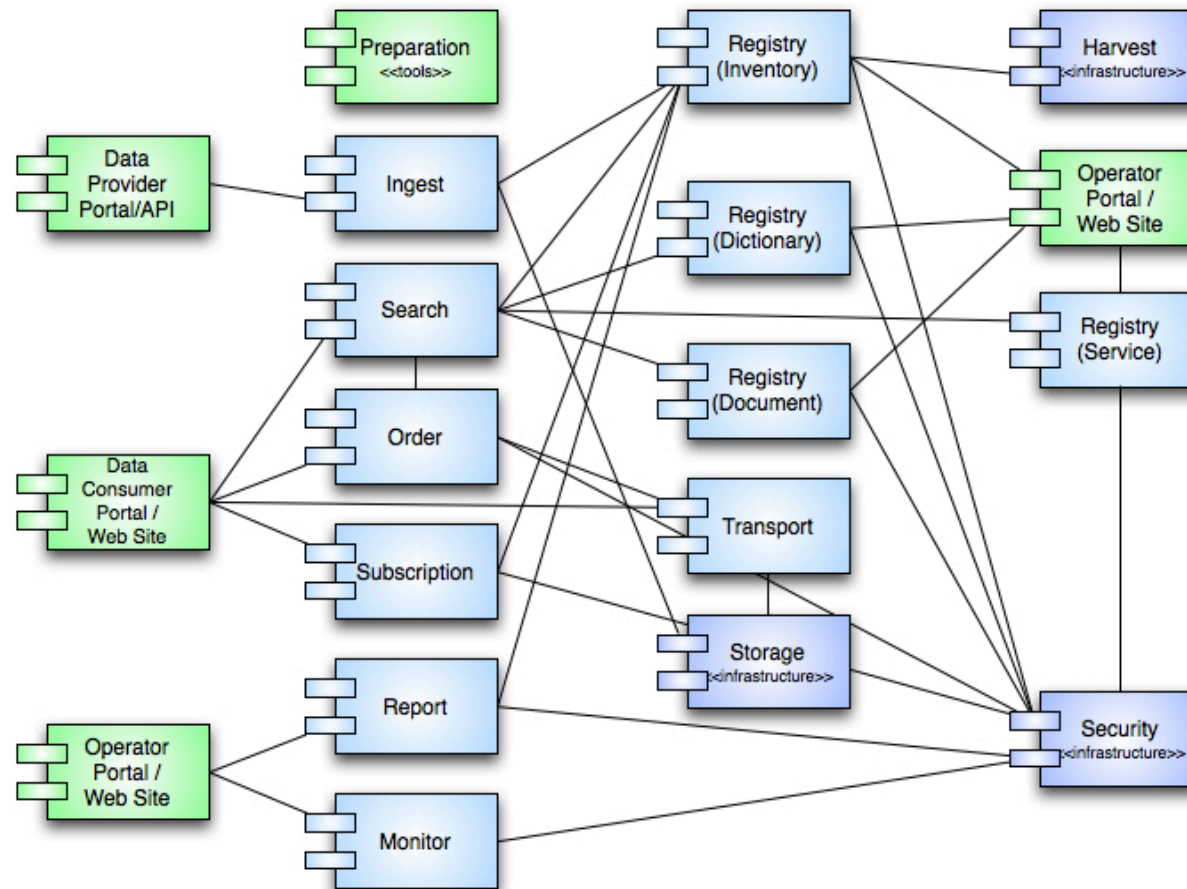 Preparation
<<tools>>
Registry
(Inventory)
Harvest
<<infrastructure>>
Data
Provider
Portal/API
Ingest
Registry
(Dictionary)
Operator
Portal /
Web Site
Search
Registry
(Service)
Registry
(Document)
Order
Data
Consumer
Portal /
Web Site
Transport
Subscription
Storage
<<infrastructure>>
Report
Security
<<infrastructure>>
Operator
Portal /
Web Site
Monitor